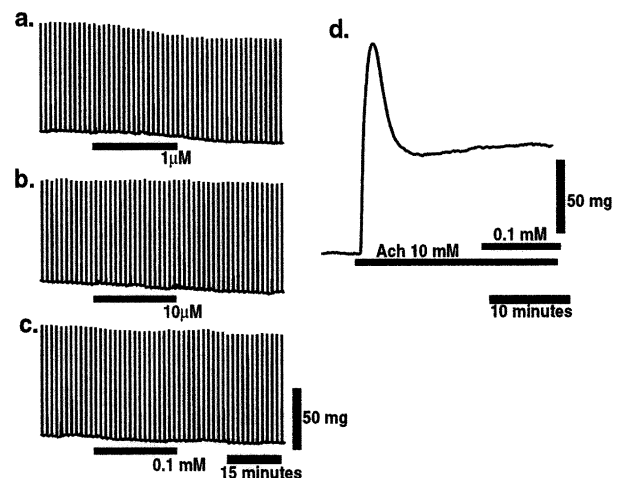 a.
1µM
b.
10µM
c.
50 mg
0.1 mM
15 minutes
d.
50 mg
0.1 mM
Ach 10 mM
10 minutes